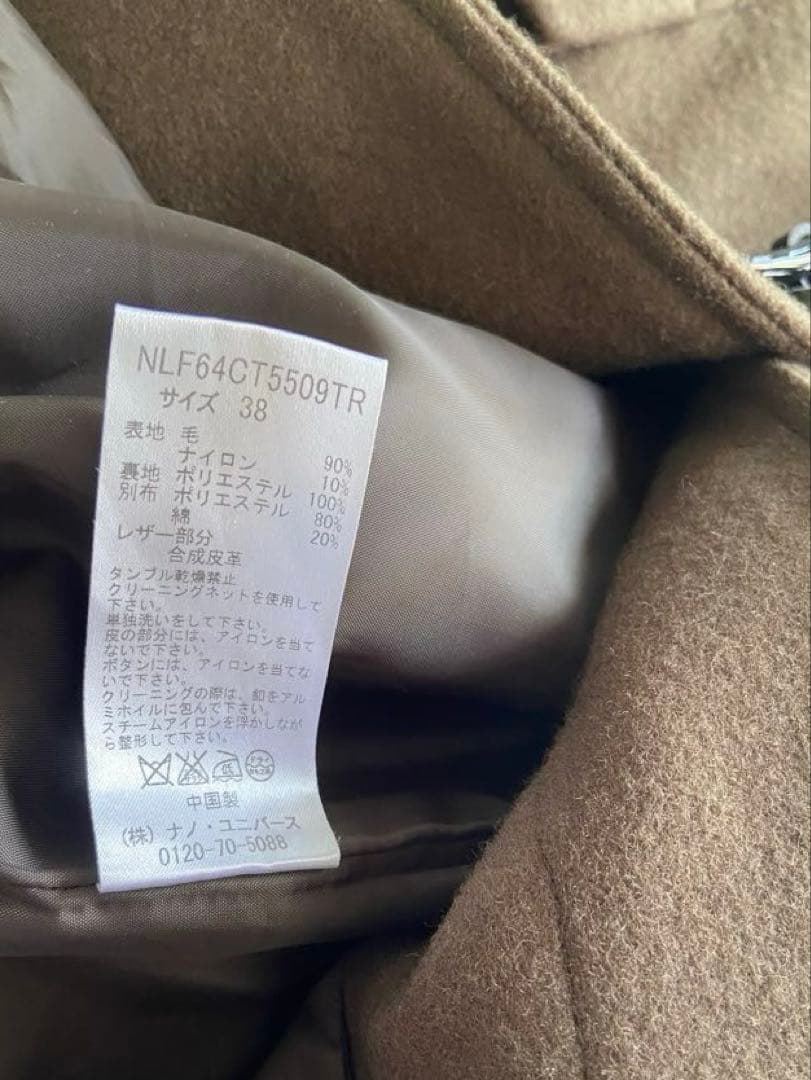 NLF64CT5509TR
サイズ 38
表地 毛 90%
ナイロン 10%
裏地 ポリエステル 100%
別布 ポリエステル 80%
綿 20%
レザー部分
合成皮革
タンブル乾燥禁止
クリーニングネットを使用して
下さい。
単独洗いをして下さい。
皮の部分には、アイロンを当て
ないで下さい。
ボタンには、アイロンを当てな
いで下さい。
クリーニングの際は、釦をアル
ミホイルに包んで下さい。
スチームアイロンを浮かしなが
ら整形して下さい。
低
中国製
(株) ナノ・ユニバース
0120-70-5088